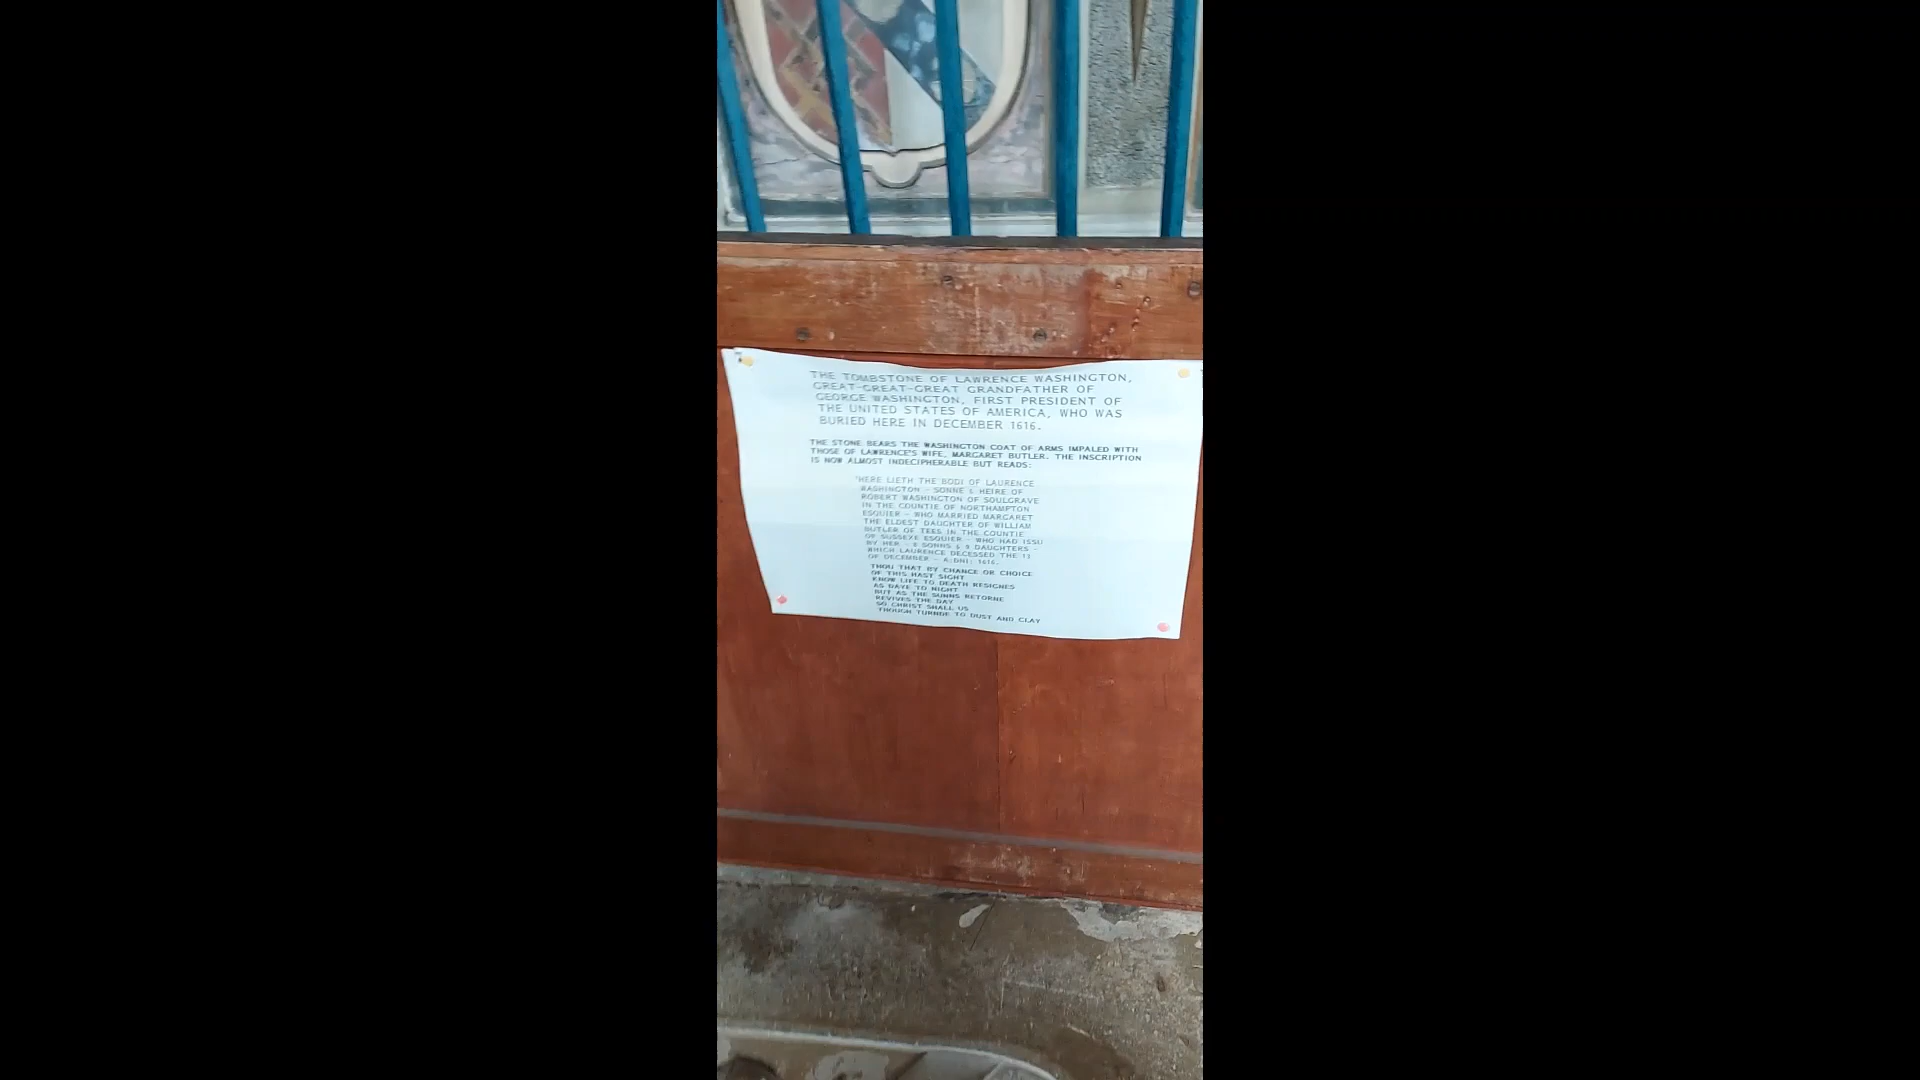 THE TOMBSTONE OF LAWRENCE WASHINGTON,
GREAT-GREAT-GREAT GRANDFATHER OF
GEORGE WASHINGTON, FIRST PRESIDENT OF
THE UNITED STATES OF AMERICA, WHO WAS
BURIED HERE IN DECEMBER 1616.
THE STONE BEARS THE WASHINGTON COAT OF ARMS IMPALED WITH
THOSE OF LAWRENCE'S WIFE, MARGARET BUTLER. THE INSCRIPTION
IS NOW ALMOST INDECIPHERABLE BUT READS:
'HERE LIETH THE BODI OF LAURENCE
WASHINGTON - SONNE & HEIRE OF
ROBERT WASHINGTON OF SOULGRAVE
IN THE COUNTIE OF NORTHAMPTON
ESQUIER - WHO MARRIED MARGARET
THE ELDEST DAUGHTER OF WILLIAM
BUTLER OF TEES IN THE COUNTIE
OF SUSSEXE ESQUIER - WHO HAD ISSU
BY HER - 8 SONNS & 9 DAUGHTERS -
WHICH LAURENCE DECESSED THE 13
OF DECEMBER - A:DNI: 1616.
THOU THAT BY CHANCE OR CHOICE
OF THIS HAST SIGHT
KNOW LIFE TO DEATH RESIGNES
AS DAYE TO NIGHT
BUT AS THE SUNNS RETORNE
REVIVES THE DAY
SO CHRIST SHALL US
THOUGH TURNDE TO DUST AND CLAY